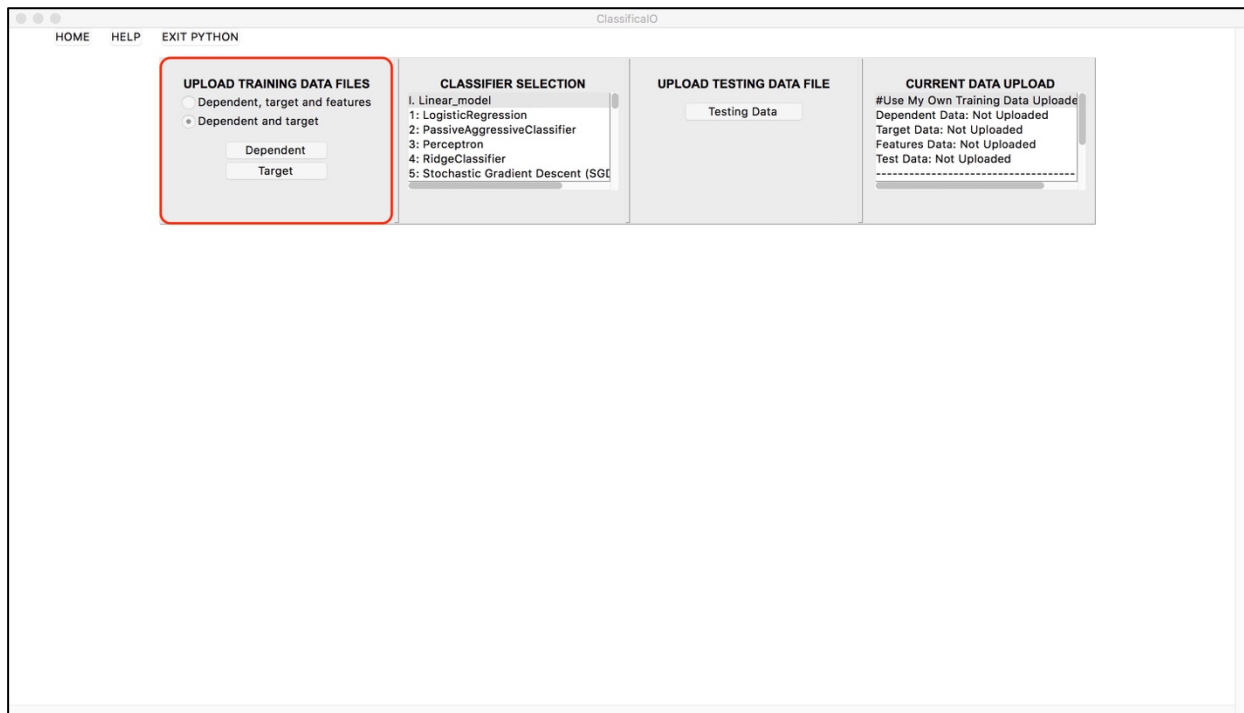 ClassificaIO
HOME HELP EXIT PYTHON
UPLOAD TRAINING DATA FILES
Dependent, target and features
Dependent and target
Dependent
Target
CLASSIFIER SELECTION
I. Linear_model
1: LogisticRegression
2: PassiveAggressiveClassifier
3: Perceptron
4: RidgeClassifier
5: Stochastic Gradient Descent (SGD
UPLOAD TESTING DATA FILE
Testing Data
CURRENT DATA UPLOAD
#Use My Own Training Data Uploade
Dependent Data: Not Uploaded
Target Data: Not Uploaded
Features Data: Not Uploaded
Test Data: Not Uploaded
-----------------------------------